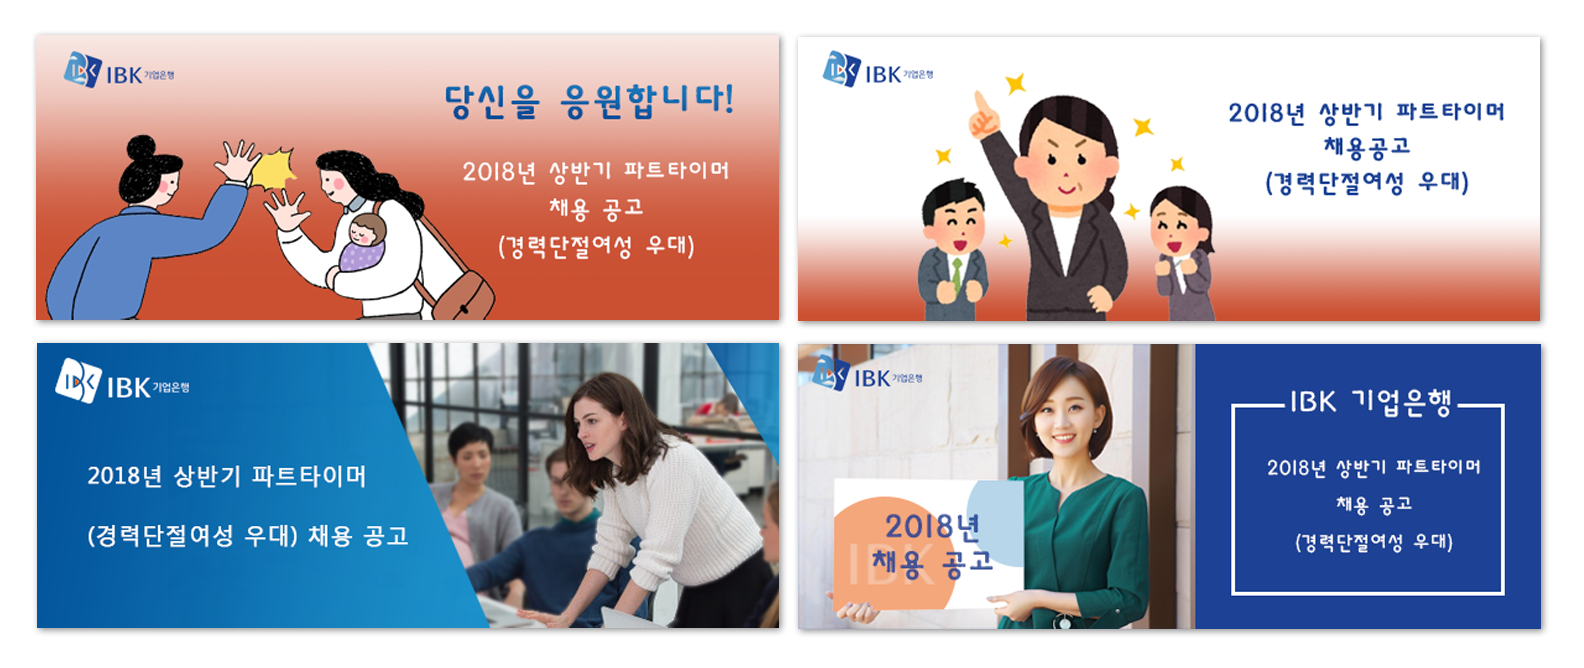 IBK 기업은행
당신을 응원합니다!
2018년 상반기 파트타이머
채용 공고
(경력단절여성 우대)
IBK 기업은행
2018년 상반기 파트타이머
채용공고
(경력단절여성 우대)
IBK 기업은행
2018년 상반기 파트타이머
(경력단절여성 우대) 채용 공고
IBK 기업은행
IBK
2018년
채용 공고
IBK 기업은행
2018년 상반기 파트타이머
채용 공고
(경력단절여성 우대)